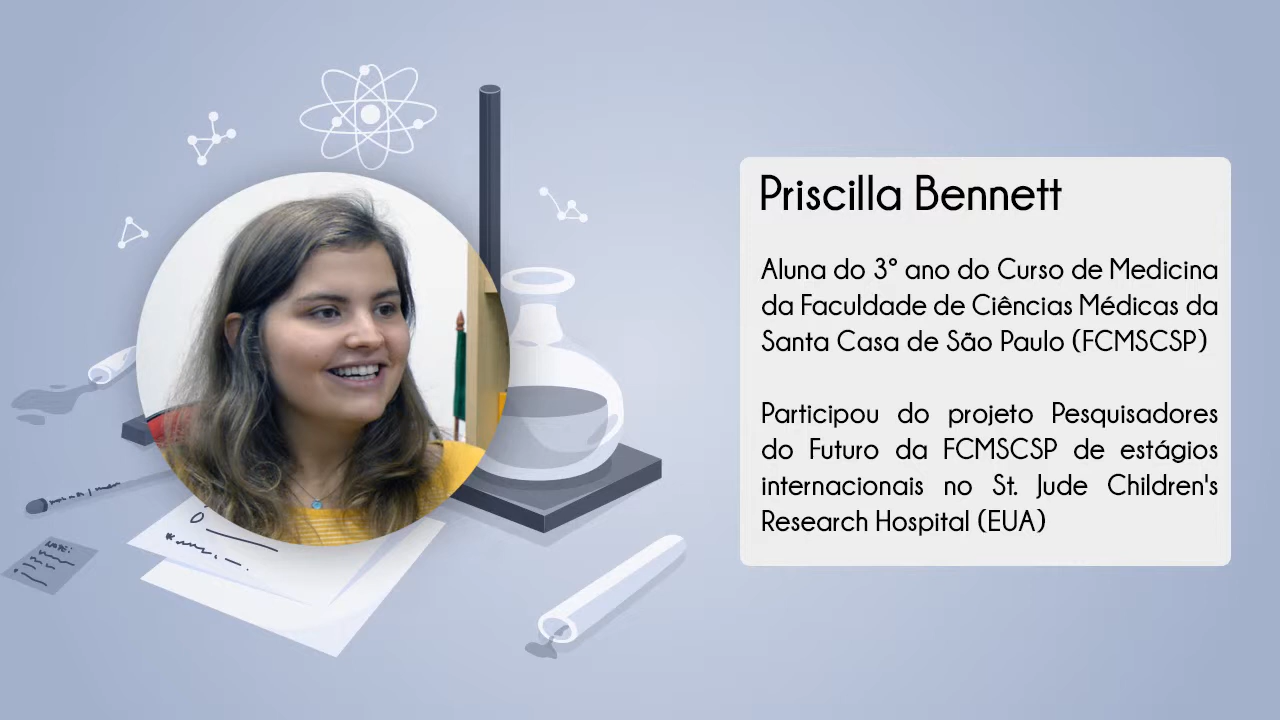 Priscilla Bennett
Aluna do 3° ano do Curso de Medicina
da Faculdade de Ciências Médicas da
Santa Casa de São Paulo (FCMSCSP)
Participou do projeto Pesquisadores
do Futuro da FCMSCSP de estágios
internacionais no St. Jude Children's
Research Hospital (EUA)
NOTE: